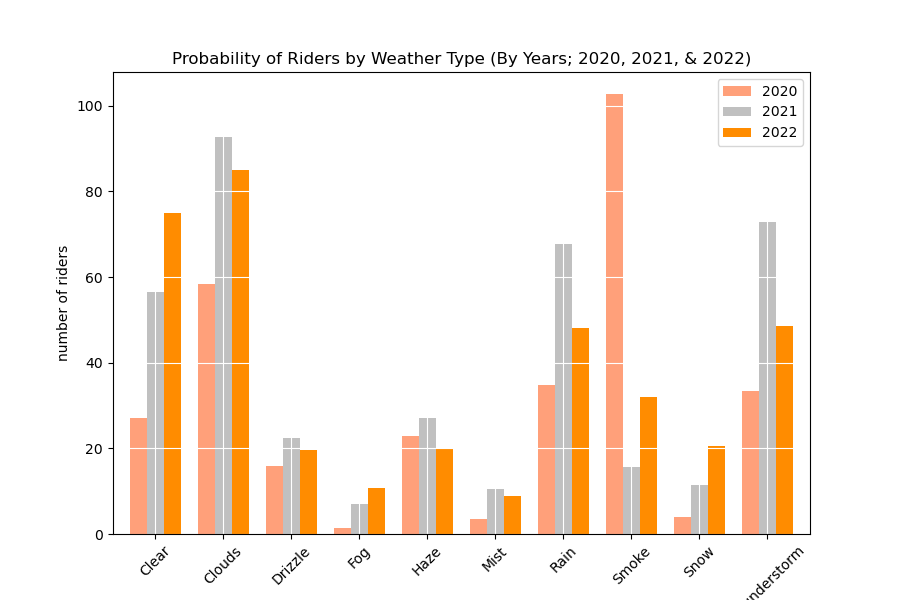 Probability of Riders by Weather Type (By Years; 2020, 2021, & 2022)
2020
2021
2022
100
80
60
40
20
0
number of riders
Clear
Clouds
Drizzle
Fog
Haze
Mist
Rain
Smoke
Snow